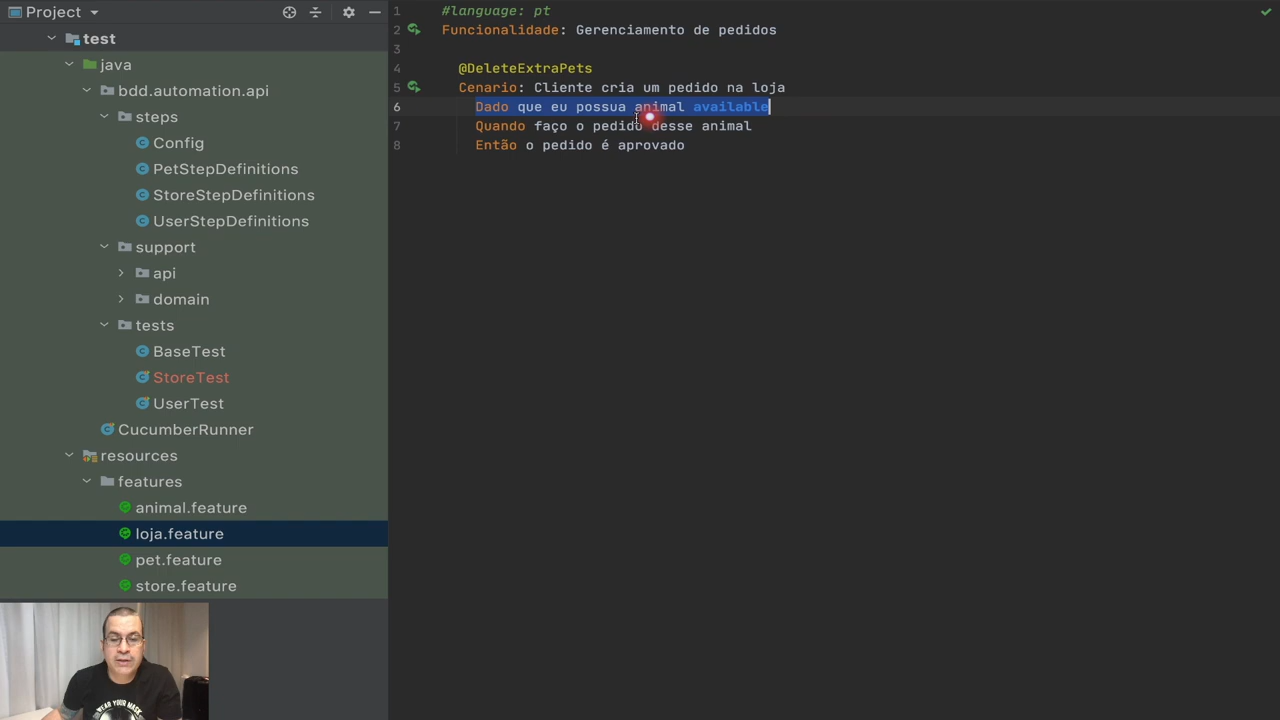 Project
test
java
bdd.automation.api
steps
Config
PetStepDefinitions
StoreStepDefinitions
UserStepDefinitions
support
api
domain
tests
BaseTest
StoreTest
UserTest
CucumberRunner
resources
features
animal.feature
loja.feature
pet.feature
store.feature
1 #language: pt
2 Funcionalidade: Gerenciamento de pedidos
3
4 @DeleteExtraPets
5 Cenario: Cliente cria um pedido na loja
6 Dado que eu possua animal available
7 Quando faço o pedido desse animal
8 Então o pedido é aprovado
WEAR YOUR MASK